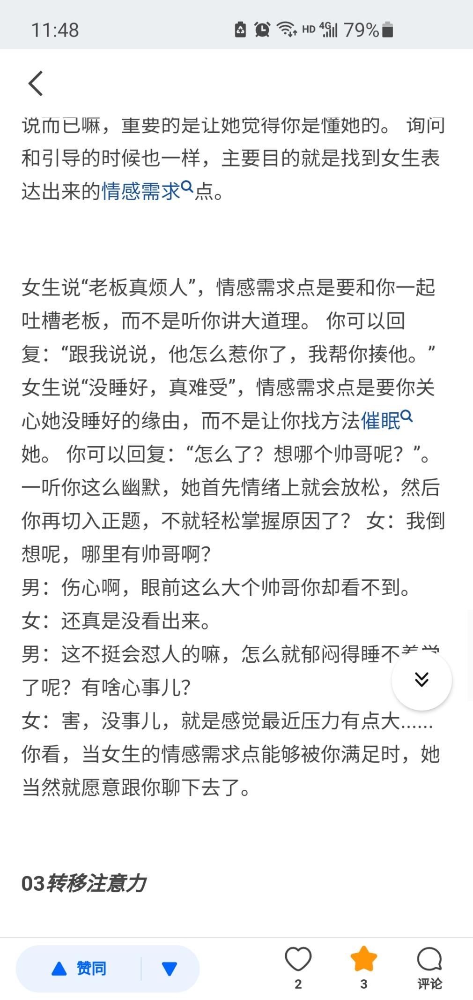 11:48
HD 4G 79%
说而已嘛，重要的是让她觉得你是懂她的。 询问
和引导的时候也一样，主要目的就是找到女生表
达出来的情感需求点。
女生说“老板真烦人”，情感需求点是要和你一起
吐槽老板，而不是听你讲大道理。 你可以回
复：“跟我说说，他怎么惹你了，我帮你揍他。”
女生说“没睡好，真难受”，情感需求点是要你关
心她没睡好的缘由，而不是让你找方法催眠
她。 你可以回复：“怎么了？想哪个帅哥呢？”。
一听你这么幽默，她首先情绪上就会放松，然后
你再切入正题，不就轻松掌握原因了？ 女：我倒
想呢，哪里有帅哥啊？
男：伤心啊，眼前这么大个帅哥你却看不到。
女：还真是没看出来。
男：这不挺会怼人的嘛，怎么就郁闷得睡不着觉
了呢？有啥心事儿？
女：害，没事儿，就是感觉最近压力有点大......
你看，当女生的情感需求点能够被你满足时，她
当然就愿意跟你聊下去了。
03转移注意力
赞同
2
3
评论